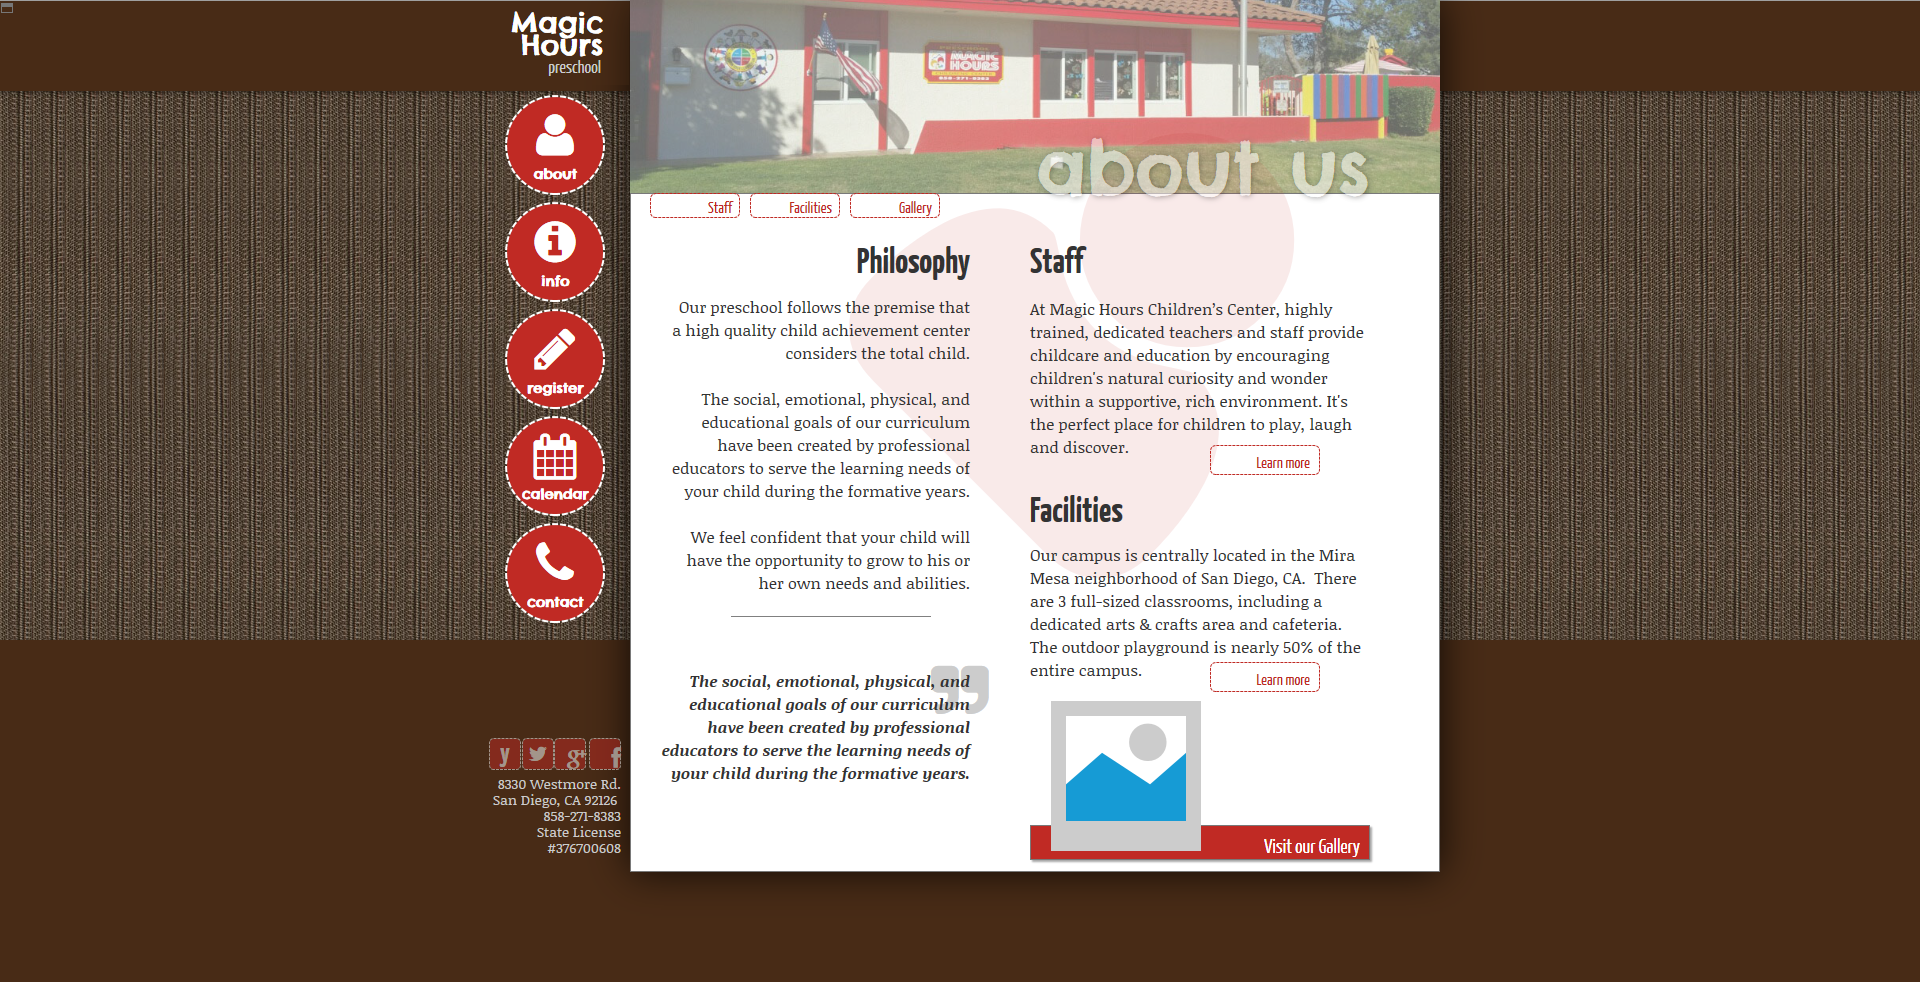 Magic
Hours
preschool
about
info
register
calendar
contact
y
g+
f
8330 Westmore Rd.
San Diego, CA 92126
858-271-8383
State License
#376700608
MAGIC
HOURS
858-271-8383
about us
Staff
Facilities
Gallery
Philosophy
Our preschool follows the premise that
a high quality child achievement center
considers the total child.
The social, emotional, physical, and
educational goals of our curriculum
have been created by professional
educators to serve the learning needs of
your child during the formative years.
We feel confident that your child will
have the opportunity to grow to his or
her own needs and abilities.
The social, emotional, physical, and
educational goals of our curriculum
have been created by professional
educators to serve the learning needs of
your child during the formative years.
Staff
At Magic Hours Children’s Center, highly
trained, dedicated teachers and staff provide
childcare and education by encouraging
children's natural curiosity and wonder
within a supportive, rich environment. It's
the perfect place for children to play, laugh
and discover.
Learn more
Facilities
Our campus is centrally located in the Mira
Mesa neighborhood of San Diego, CA.  There
are 3 full-sized classrooms, including a
dedicated arts & crafts area and cafeteria.
The outdoor playground is nearly 50% of the
entire campus.
Learn more
Visit our Gallery